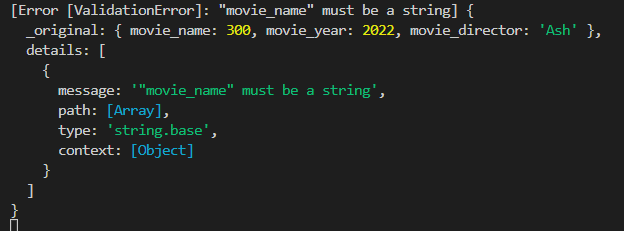 [Error [ValidationError]: "movie_name" must be a string] {
  _original: { movie_name: 300, movie_year: 2022, movie_director: 'Ash' },
  details: [
    {
      message: '"movie_name" must be a string',
      path: [Array],
      type: 'string.base',
      context: [Object]
    }
  ]
}